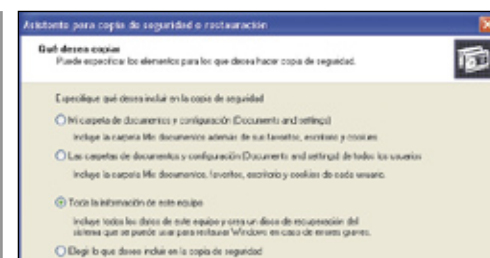 Asistente para copia de seguridad o restauración
Qué desea copiar
Puede especificar los elementos para los que desea hacer copia de seguridad.
Especifique qué desea incluir en la copia de seguridad
Mi carpeta de documentos y configuración (Documents and settings)
Incluye la carpeta Mis documentos además de sus favoritos, escritorio y cookies
Las carpetas de documentos y configuración (Documents and settings) de todos los usuarios
Incluye la carpeta Mis documentos, favoritos, escritorio y cookies de cada usuario.
Toda la información de este equipo
Incluye todos los datos de este equipo y crea un disco de recuperación del
sistema que se puede usar para restaurar Windows en caso de errores graves.
Elegir lo que deseo incluir en la copia de seguridad